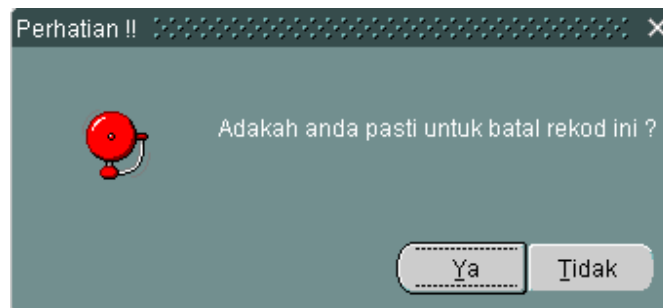 Perhatian !!
Adakah anda pasti untuk batal rekod ini ?
Ya
Tidak